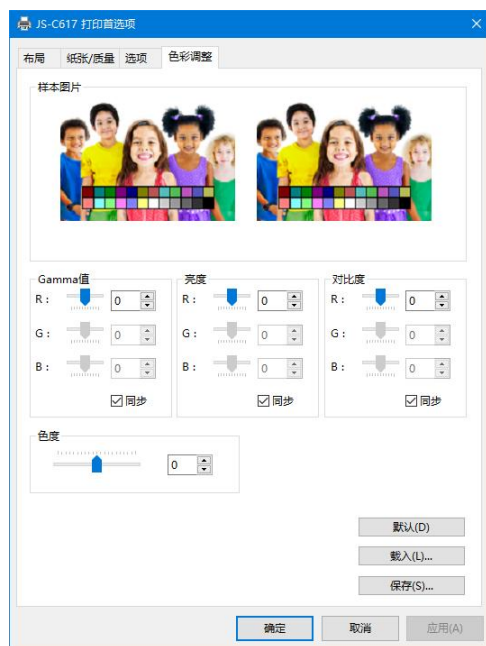 JS-C617 打印首选项
布局 纸张/质量 选项 色彩调整
样本图片
Gamma值 亮度 对比度
R: 0 R: 0 R: 0
G: 0 G: 0 G: 0
B: 0 B: 0 B: 0
同步 同步 同步
色度
0
默认(D)
载入(L)...
保存(S)...
确定 取消 应用(A)